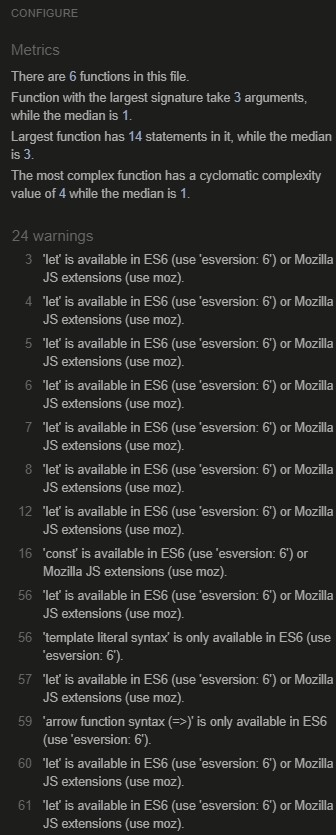 CONFIGURE
Metrics
There are 6 functions in this file.
Function with the largest signature take 3 arguments,
while the median is 1.
Largest function has 14 statements in it, while the median
is 3.
The most complex function has a cyclomatic complexity
value of 4 while the median is 1.
24 warnings
3 'let' is available in ES6 (use 'esversion: 6') or Mozilla
JS extensions (use moz).
4 'let' is available in ES6 (use 'esversion: 6') or Mozilla
JS extensions (use moz).
5 'let' is available in ES6 (use 'esversion: 6') or Mozilla
JS extensions (use moz).
6 'let' is available in ES6 (use 'esversion: 6') or Mozilla
JS extensions (use moz).
7 'let' is available in ES6 (use 'esversion: 6') or Mozilla
JS extensions (use moz).
8 'let' is available in ES6 (use 'esversion: 6') or Mozilla
JS extensions (use moz).
12 'let' is available in ES6 (use 'esversion: 6') or Mozilla
JS extensions (use moz).
16 'const' is available in ES6 (use 'esversion: 6') or
Mozilla JS extensions (use moz).
56 'let' is available in ES6 (use 'esversion: 6') or Mozilla
JS extensions (use moz).
56 'template literal syntax' is only available in ES6 (use
'esversion: 6').
57 'let' is available in ES6 (use 'esversion: 6') or Mozilla
JS extensions (use moz).
59 'arrow function syntax (=>)' is only available in ES6
(use 'esversion: 6').
60 'let' is available in ES6 (use 'esversion: 6') or Mozilla
JS extensions (use moz).
61 'let' is available in ES6 (use 'esversion: 6') or Mozilla
JS extensions (use moz).